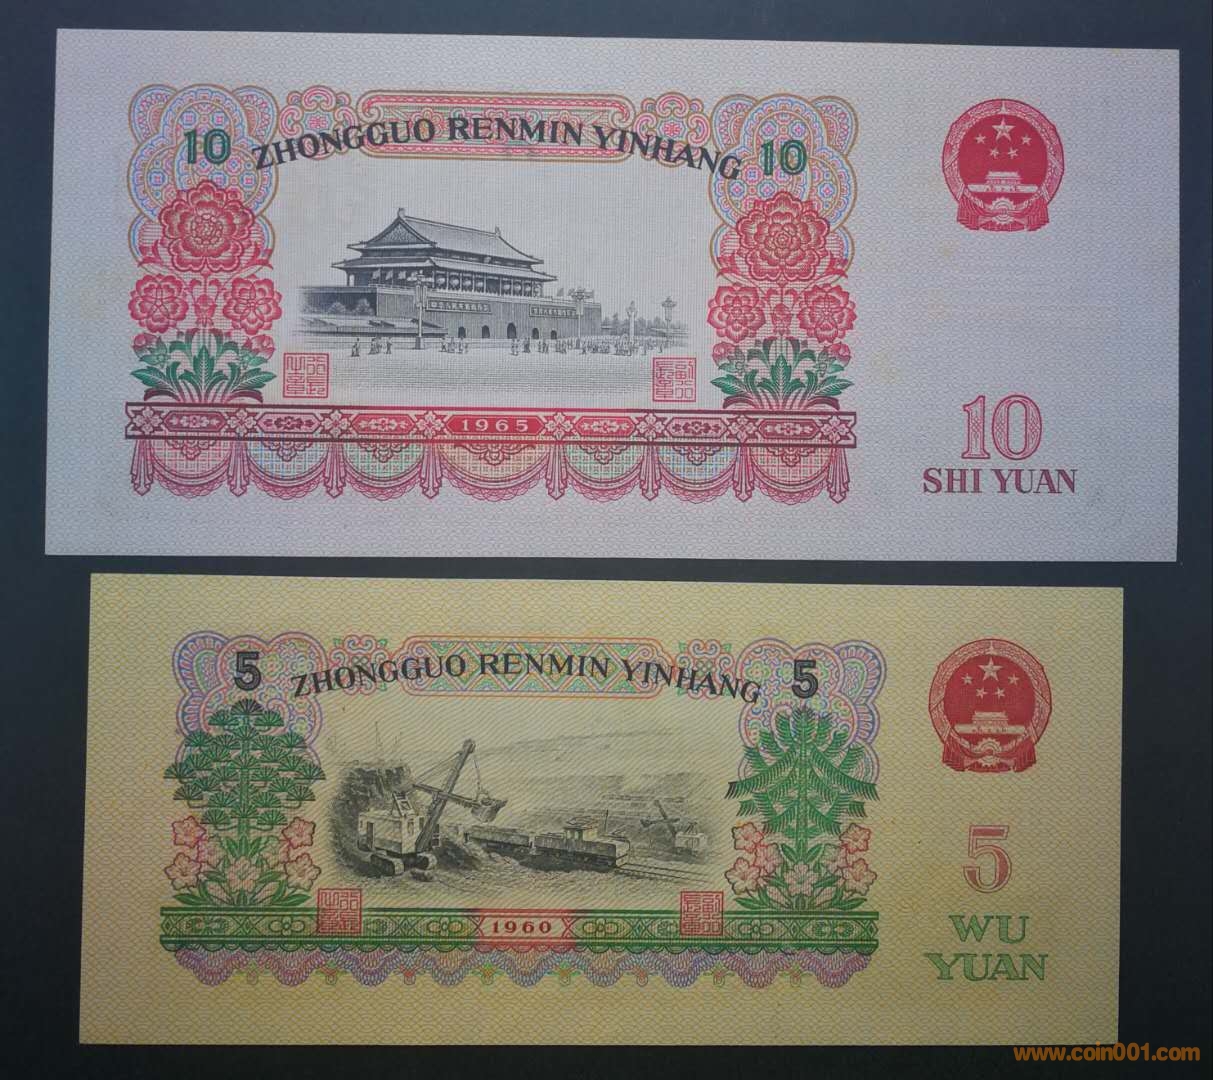 10 ZHONGGUO RENMIN YINHANG 10
1965
10
SHI YUAN
5 ZHONGGUO RENMIN YINHANG 5
1960
5
WU
YUAN
www.coin001.com